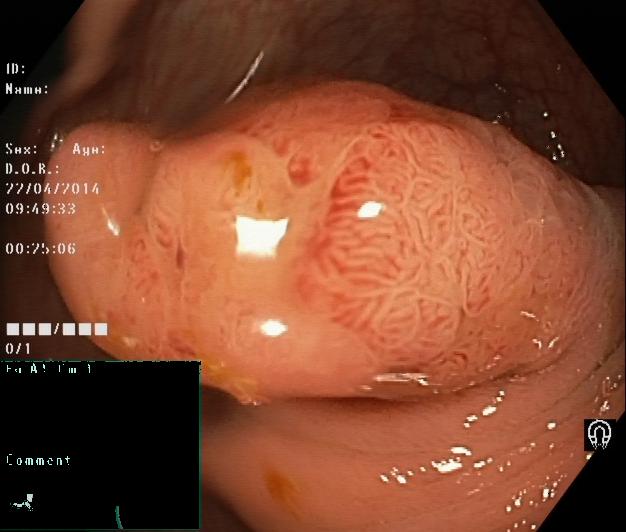 ID:
Name:
Sex: Age:
D.O.B.:
22/04/2014
09:49:33
00:25:06
0/1
Comment